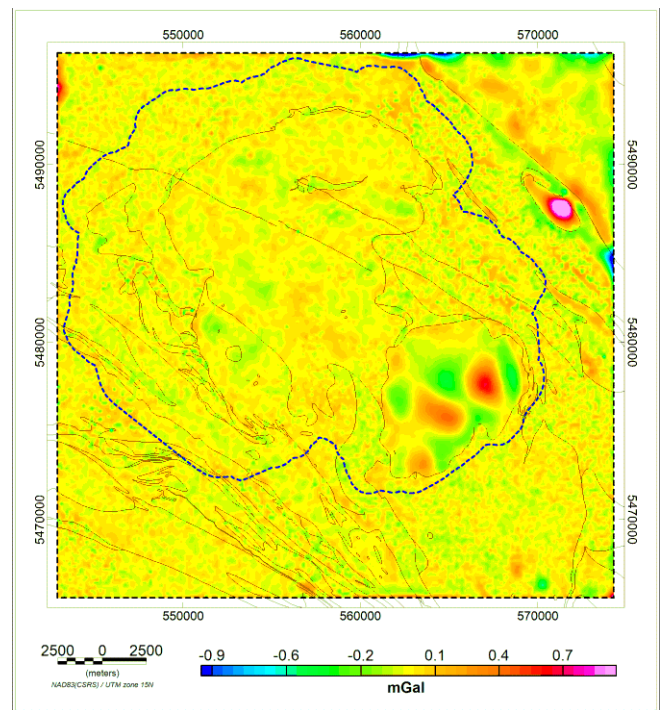 550000 560000 570000
5490000 5490000
5480000 5480000
5470000 5470000
550000 560000 570000
2500 0 2500
(meters)
NAD83(CSRS) / UTM zone 15N
-0.9 -0.6 -0.2 0.1 0.4 0.7
mGal